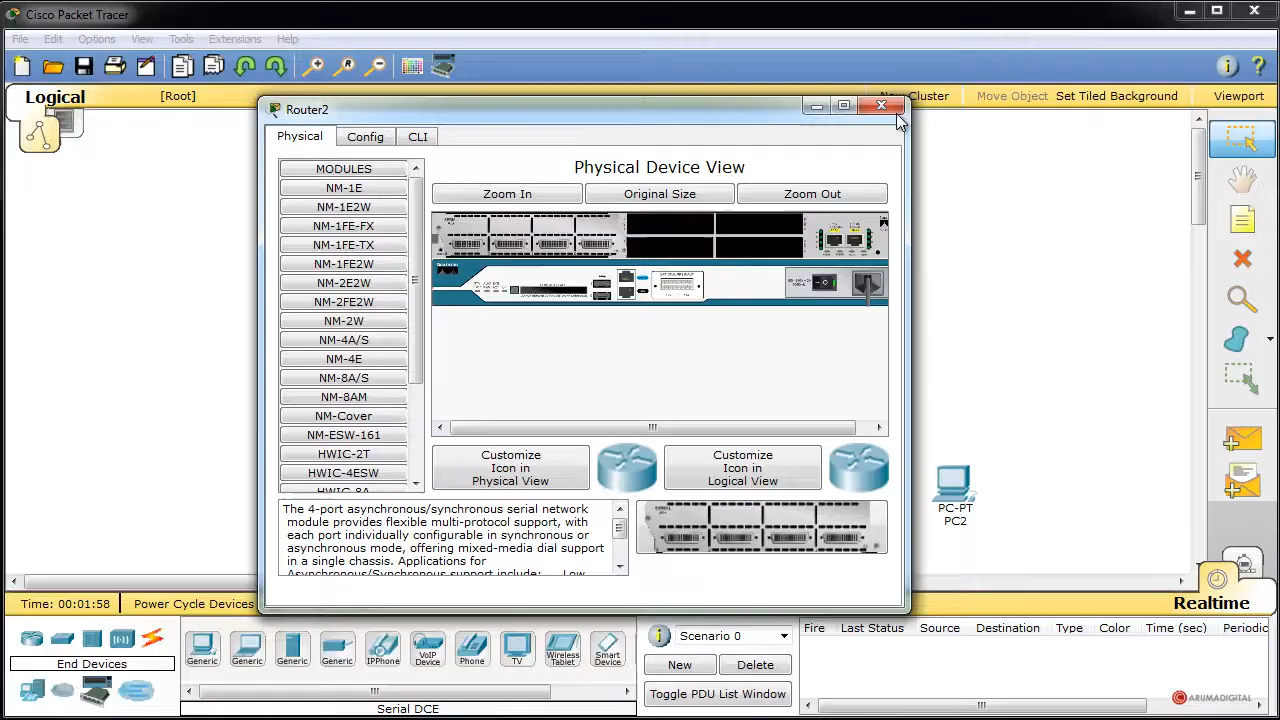 Cisco Packet Tracer
File Edit Options View Tools Extensions Help
Logical
[Root]
New Cluster
Move Object
Set Tiled Background
Viewport
Router2
Physical
Config
CLI
MODULES
NM-1E
NM-1E2W
NM-1FE-FX
NM-1FE-TX
NM-1FE2W
NM-2E2W
NM-2FE2W
NM-2W
NM-4A/S
NM-4E
NM-8A/S
NM-8AM
NM-Cover
NM-ESW-161
HWIC-2T
HWIC-4ESW
HWIC-8A
Physical Device View
Zoom In
Original Size
Zoom Out
Customize
Icon in
Physical View
Customize
Icon in
Logical View
The 4-port asynchronous/synchronous serial network
module provides flexible multi-protocol support, with
each port individually configurable in synchronous or
asynchronous mode, offering mixed-media dial support
in a single chassis. Applications for
Asynchronous/Synchronous support include: Low
PC-PT
PC2
Time: 00:01:58
Power Cycle Devices
Realtime
End Devices
Generic
Generic
Generic
Generic
IPPhone
VoIP
Device
Phone
TV
Wireless
Tablet
Smart
Device
Serial DCE
Scenario 0
New
Delete
Toggle PDU List Window
Fire
Last Status
Source
Destination
Type
Color
Time (sec)
Periodic
CARUMADIGITAL